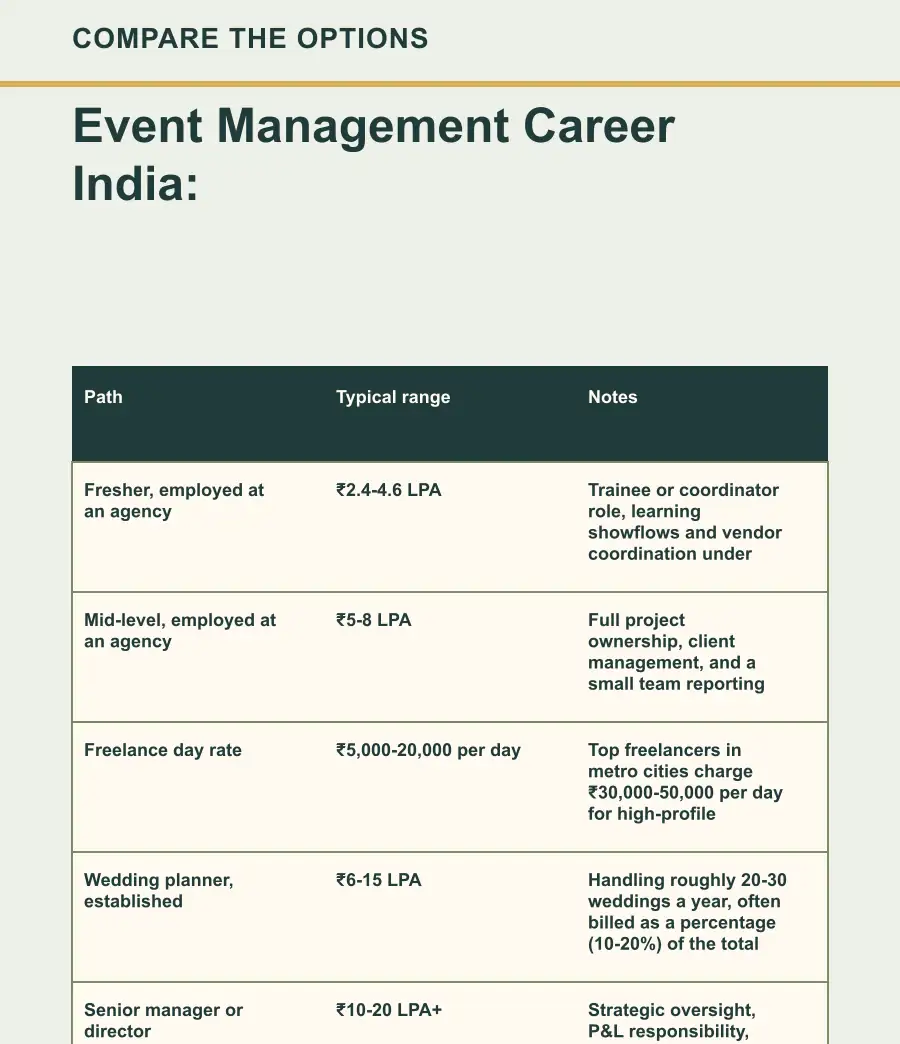 COMPARE THE OPTIONS
Event Management Career
India:
Path
Typical range
Notes
Fresher, employed at
an agency
₹2.4-4.6 LPA
Trainee or coordinator
role, learning
showflows and vendor
coordination under
Mid-level, employed at
an agency
₹5-8 LPA
Full project
ownership, client
management, and a
small team reporting
Freelance day rate
₹5,000-20,000 per day
Top freelancers in
metro cities charge
₹30,000-50,000 per day
for high-profile
Wedding planner,
established
₹6-15 LPA
Handling roughly 20-30
weddings a year, often
billed as a percentage
(10-20%) of the total
Senior manager or
director
₹10-20 LPA+
Strategic oversight,
P&L responsibility,